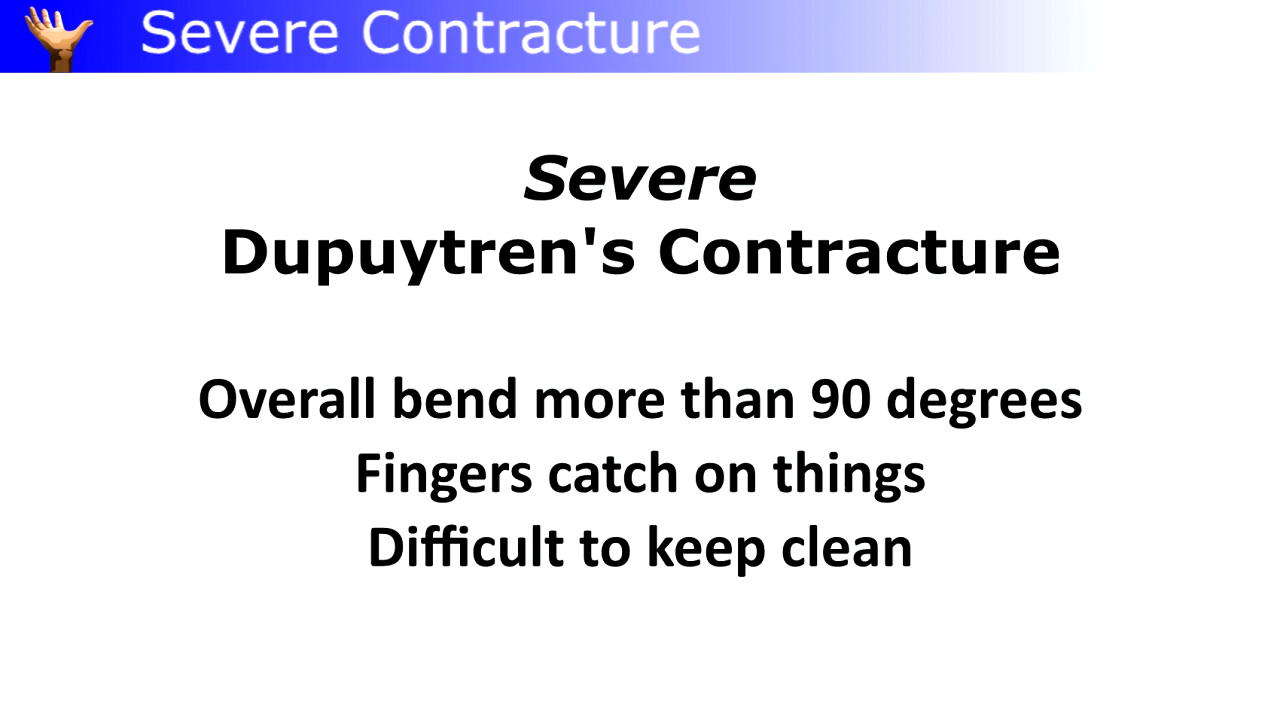 Severe Contracture
Severe
Dupuytren's Contracture
Overall bend more than 90 degrees
Fingers catch on things
Difficult to keep clean